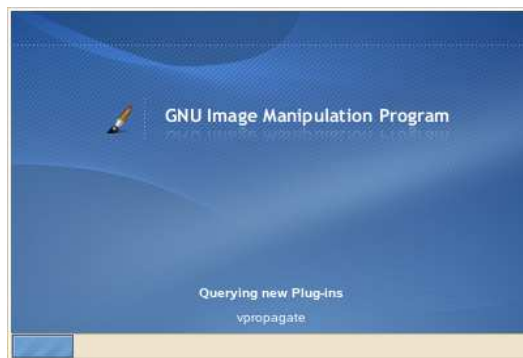 GNU Image Manipulation Program
Querying new Plug-ins
vpropagate